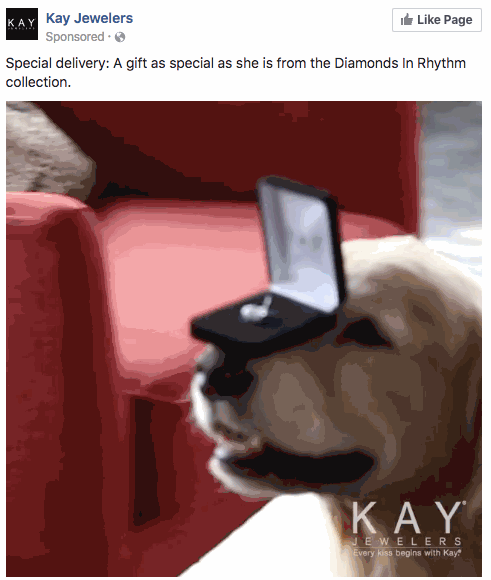 KAY
JEWELERS
Kay Jewelers
Sponsored ·
Like Page
Special delivery: A gift as special as she is from the Diamonds In Rhythm
collection.
KAY®
JEWELERS
Every kiss begins with Kay.®